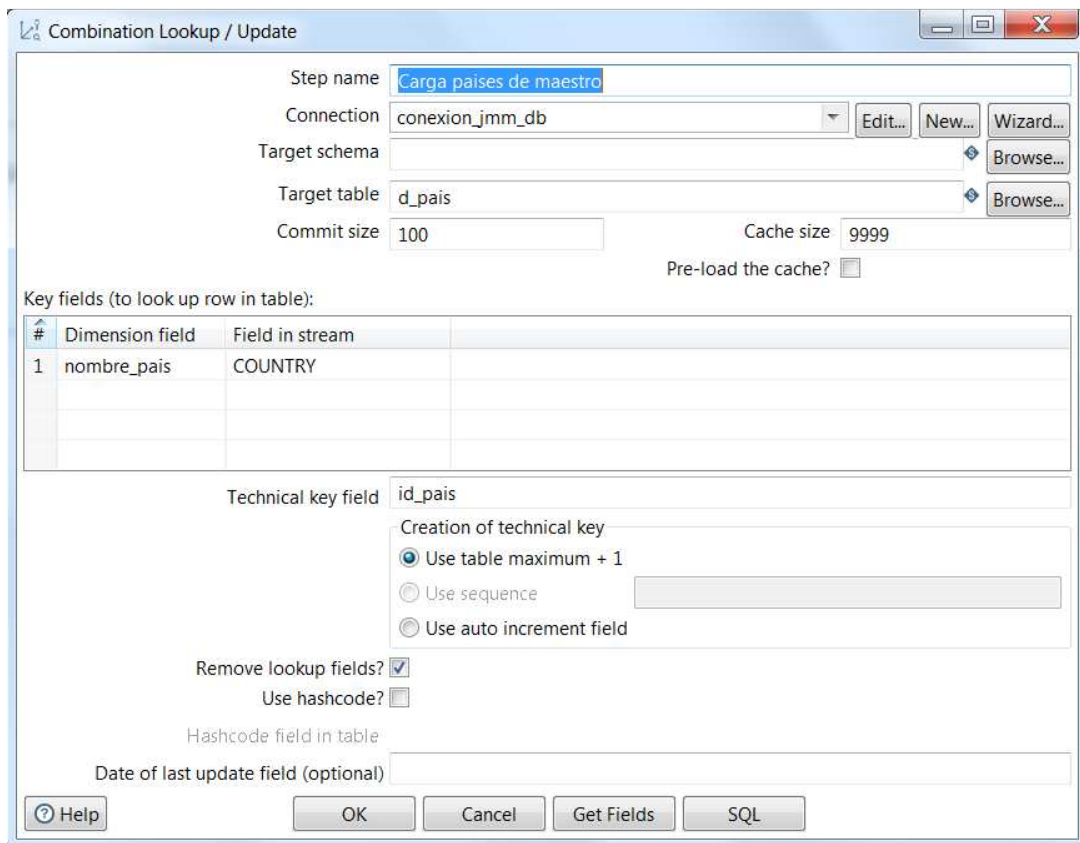 Combination Lookup / Update
Step name Carga paises de maestro
Connection conexion_jmm_db Edit... New... Wizard...
Target schema Browse...
Target table d_pais Browse...
Commit size 100 Cache size 9999
Pre-load the cache?
Key fields (to look up row in table):
# Dimension field Field in stream
1 nombre_pais COUNTRY
Technical key field id_pais
Creation of technical key
Use table maximum + 1
Use sequence
Use auto increment field
Remove lookup fields?
Use hashcode?
Hashcode field in table
Date of last update field (optional)
Help OK Cancel Get Fields SQL